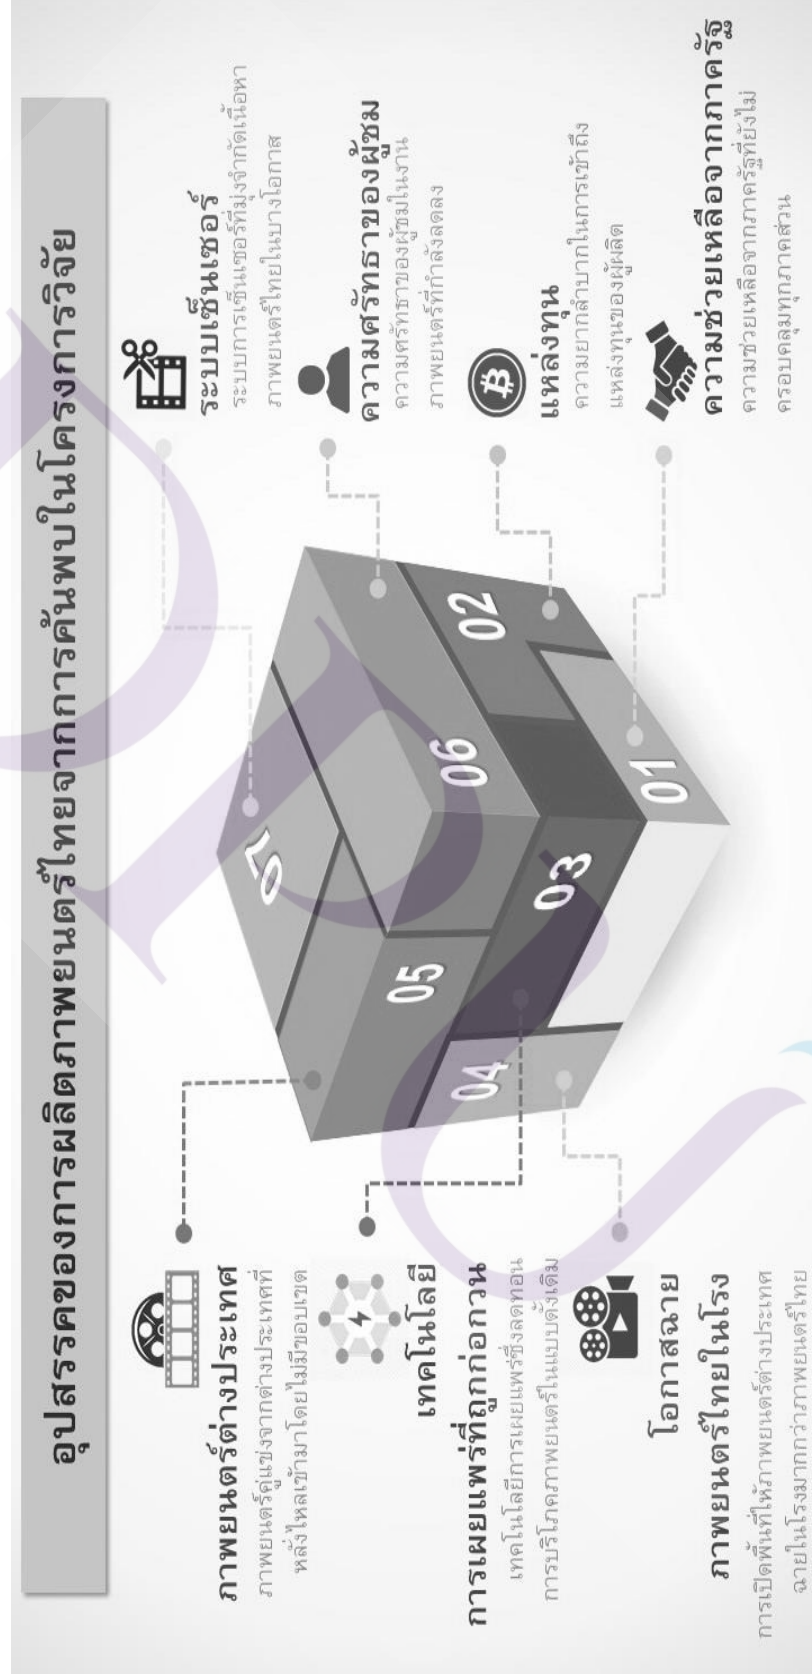 อุปสรรคของการผลิตภาพยนตร์ไทยจากการค้นพบในโครงการวิจัย
ภาพยนตร์ต่างประเทศ
ภาพยนตร์คู่แข่งจากต่างประเทศที่
หลั่งไหลเข้ามาโดยไม่มีขอบเขต
เทคโนโลยี
การเผยแพร่ที่ถูกก่อกวน
เทคโนโลยีการเผยแพร่ซึ่งลดทอน
การบริโภคภาพยนตร์ในแบบดั้งเดิม
โอกาสฉาย
ภาพยนตร์ไทยในโรง
การเปิดพื้นที่ให้ภาพยนตร์ต่างประเทศ
ฉายในโรงมากกว่าภาพยนตร์ไทย
07
05
06
04
03
02
01
ระบบเซ็นเซอร์
ระบบการเซ็นเซอร์ที่มุ่งจำกัดเนื้อหา
ภาพยนตร์ไทยในบางโอกาส
ความศรัทธาของผู้ชม
ความศรัทธาของผู้ชมในงาน
ภาพยนตร์ที่กำลังลดลง
แหล่งทุน
ความยากลำบากในการเข้าถึง
แหล่งทุนของผู้ผลิต
ความช่วยเหลือจากภาครัฐ
ความช่วยเหลือจากภาครัฐที่ยังไม่
ครอบคลุมทุกภาคส่วน